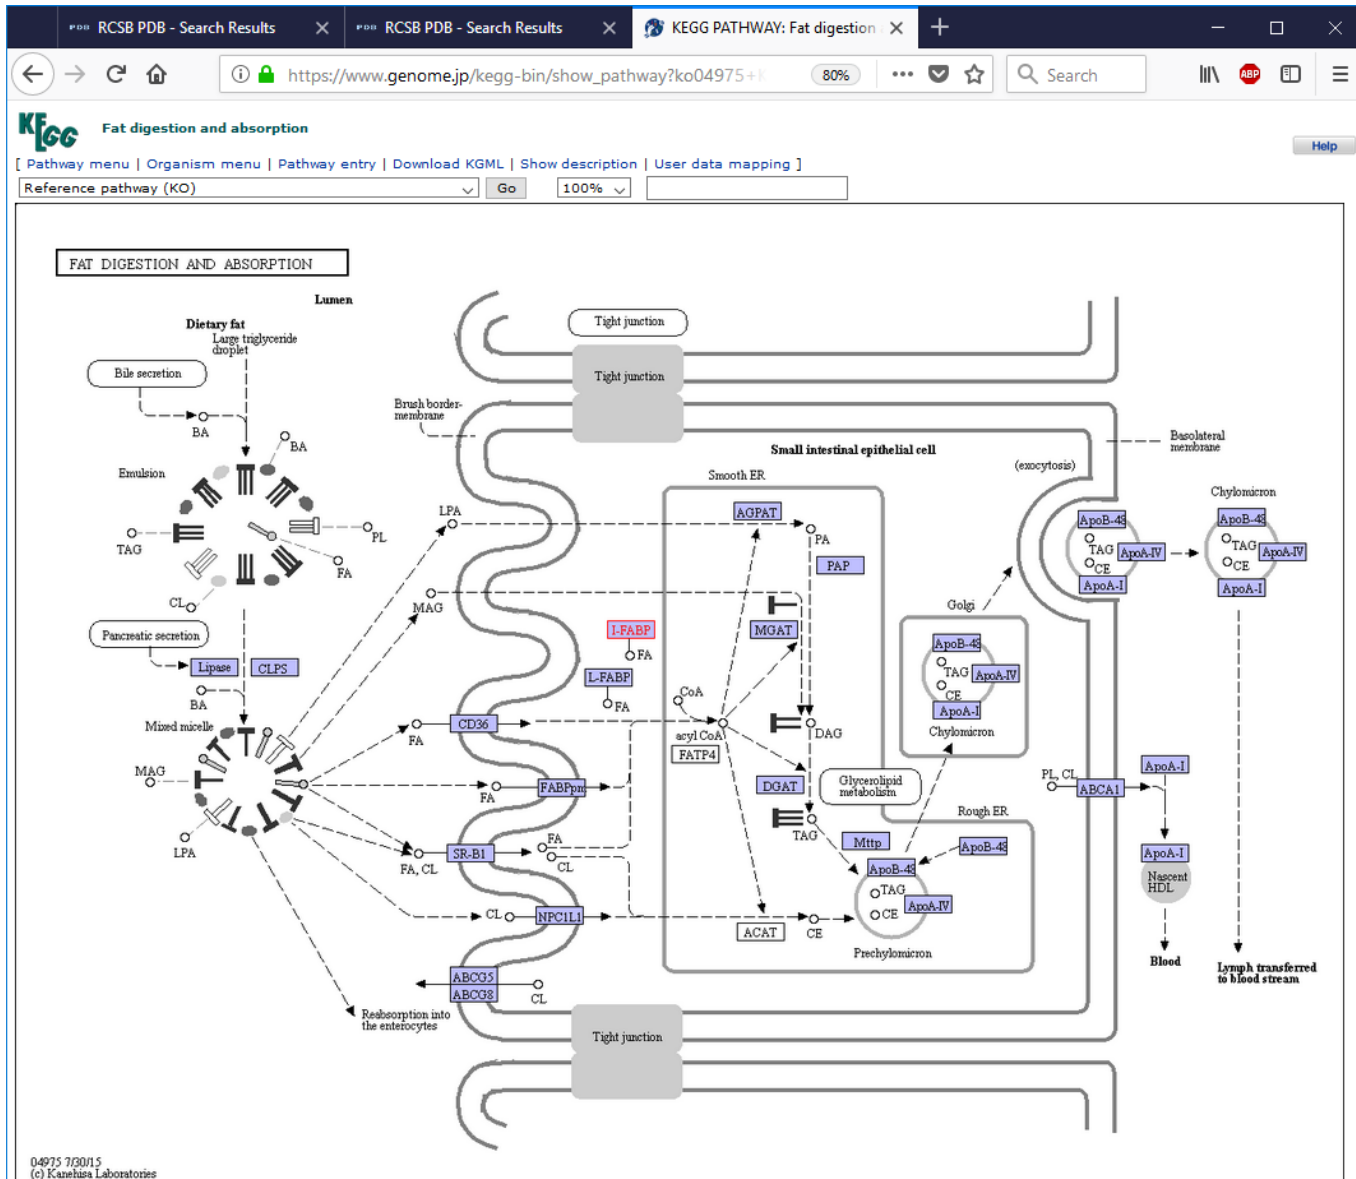 RCSB PDB - Search Results
RCSB PDB - Search Results
KEGG PATHWAY: Fat digestion
https://www.genome.jp/kegg-bin/show_pathway?ko04975+
80%
Search
ABP
KEGG
Fat digestion and absorption
Help
[ Pathway menu | Organism menu | Pathway entry | Download KGML | Show description | User data mapping ]
Reference pathway (KO)
Go
100%
FAT DIGESTION AND ABSORPTION
Lumen
Dietary fat
Large triglyceride
droplet
Bile secretion
BA
BA
Emulsion
TAG
PL
FA
CL
Pancreatic secretion
Lipase
CLPS
BA
Mixed micelle
MAG
LPA
Reabsorption into
the enterocytes
Brush border-
membrane
LPA
MAG
FA
FA
FA, CL
CL
CD36
FABPpm
SR-B1
NPC1L1
ABCG5
ABCG8
CL
FA
CL
Tight junction
Tight junction
Tight junction
Small intestinal epithelial cell
I-FABP
FA
L-FABP
FA
Smooth ER
AGPAT
PA
PAP
MGAT
CoA
acyl CoA
FATP4
DAG
DGAT
TAG
Glycerolipid
metabolism
ACAT
CE
Rough ER
Mttp
ApoB-48
ApoB-48
TAG
ApoA-IV
CE
Prechylomicron
Golgi
ApoB-48
TAG
ApoA-IV
CE
ApoA-I
Chylomicron
(exocytosis)
Basolateral
membrane
ApoB-48
TAG
ApoA-IV
CE
ApoA-I
Chylomicron
ApoB-48
TAG
ApoA-IV
CE
ApoA-I
PL, CL
ABCA1
ApoA-I
ApoA-I
Nascent
HDL
Blood
Lymph transferred
to blood stream
04975 7/30/15
(c) Kanehisa Laboratories